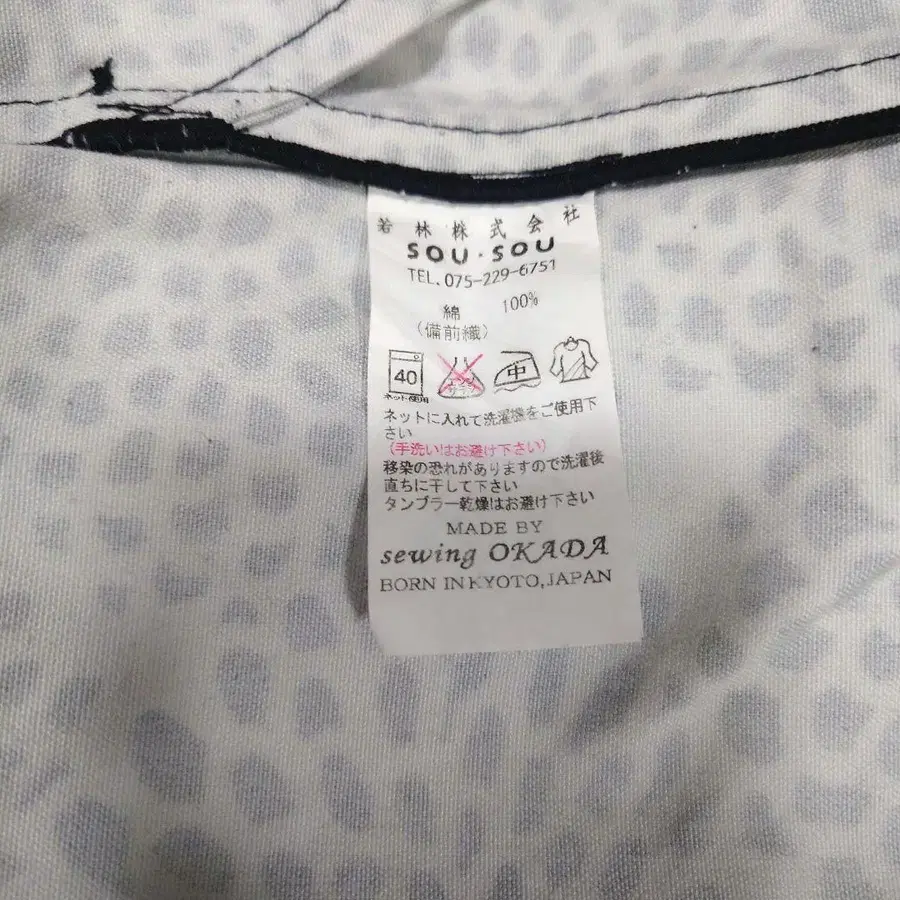 若林株式会社
SOU・SOU
TEL.075-229-6751
綿 100%
(備前織)
40 中
ネット使用
ネットに入れて洗濯機をご使用下
さい
(手洗いはお避け下さい)
移染の恐れがありますので洗濯後
直ちに干して下さい
タンブラー乾燥はお避け下さい
MADE BY
sewing OKADA
BORN IN KYOTO,JAPAN